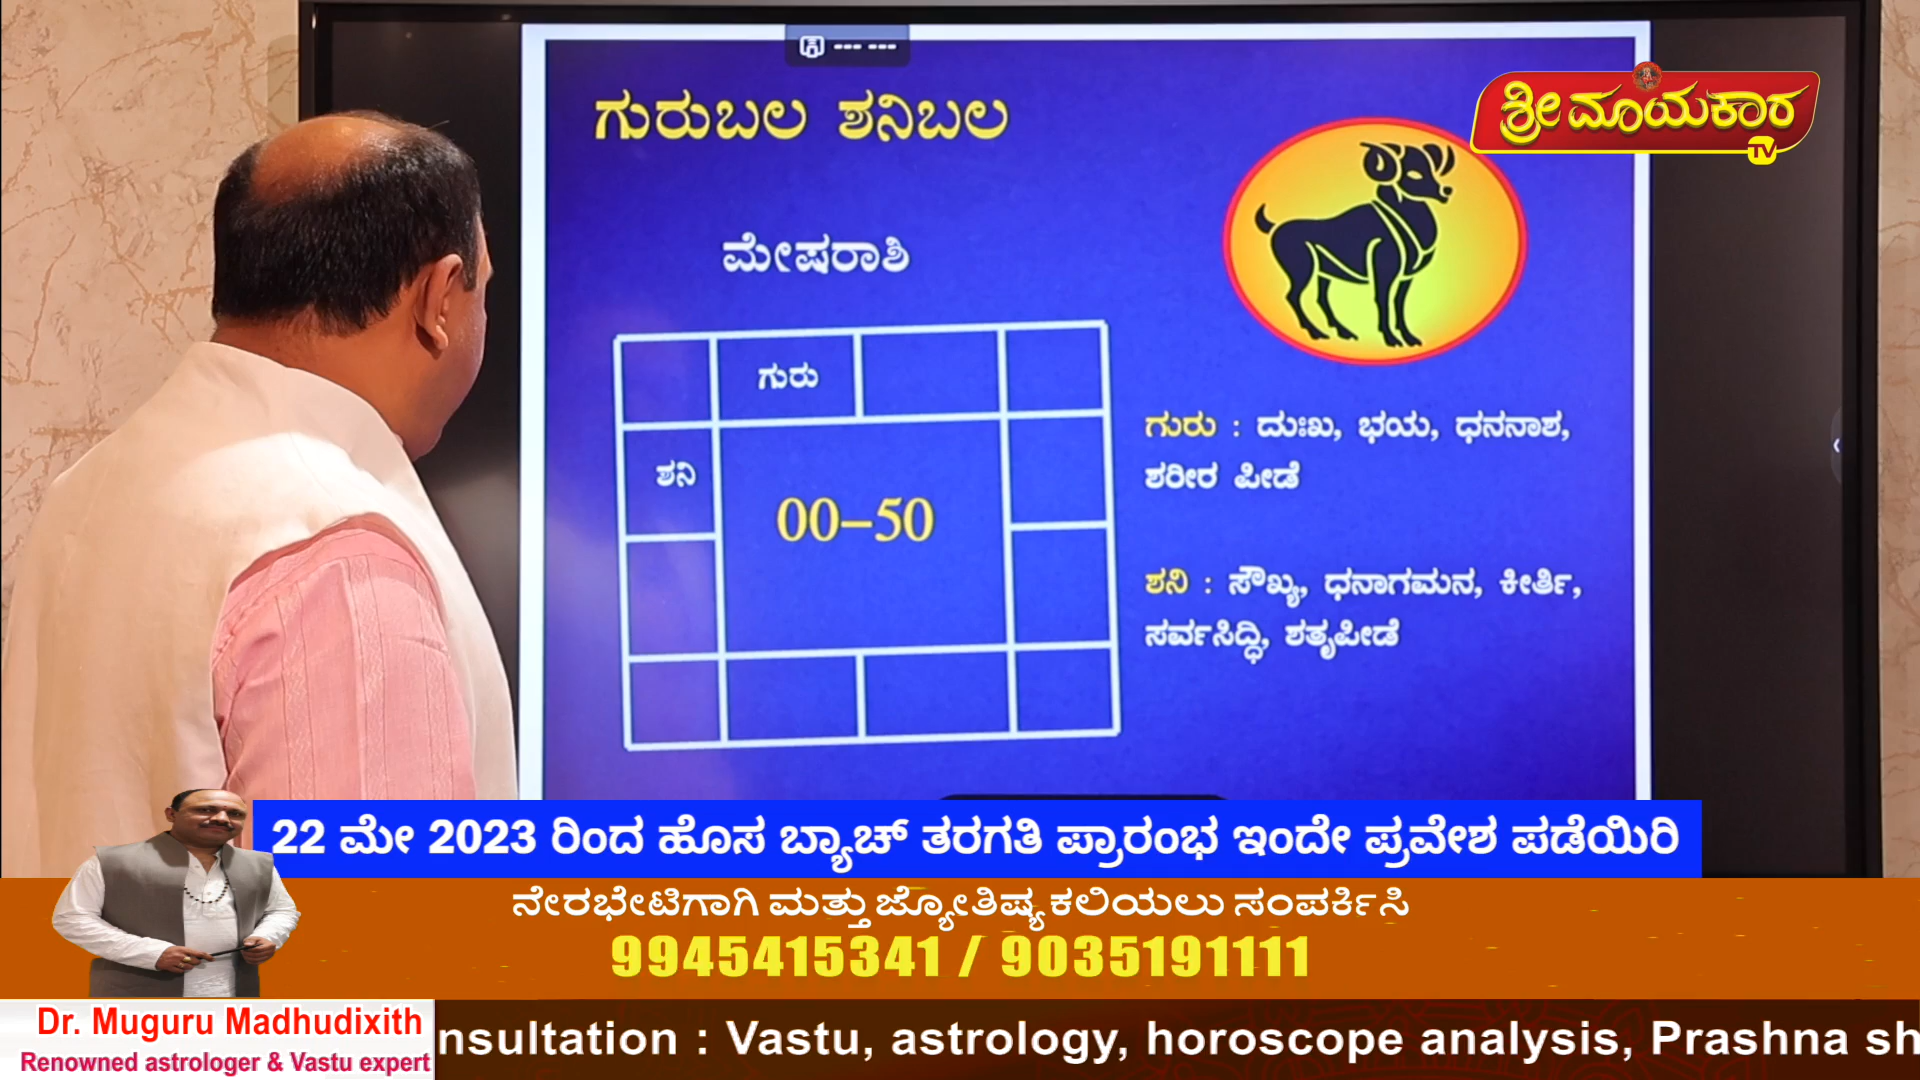 ಗುರುಬಲ ಶನಿಬಲ
ಶ್ರೀ ಮಾಯಕಾರ
TV
ಮೇಷರಾಶಿ
ಗುರು
ಶನಿ
00-50
ಗುರು : ದುಃಖ, ಭಯ, ಧನನಾಶ,
ಶರೀರ ಪೀಡೆ
ಶನಿ : ಸೌಖ್ಯ, ಧನಾಗಮನ, ಕೀರ್ತಿ,
ಸರ್ವಸಿದ್ಧಿ, ಶತೃಪೀಡೆ
22 ಮೇ 2023 ರಿಂದ ಹೊಸ ಬ್ಯಾಚ್ ತರಗತಿ ಪ್ರಾರಂಭ ಇಂದೇ ಪ್ರವೇಶ ಪಡೆಯಿರಿ
ನೇರಭೇಟಿಗಾಗಿ ಮತ್ತು ಜ್ಯೋತಿಷ್ಯ ಕಲಿಯಲು ಸಂಪರ್ಕಿಸಿ
9945415341 / 9035191111
Dr. Muguru Madhudixith
Renowned astrologer & Vastu expert
nsultation : Vastu, astrology, horoscope analysis, Prashna sh